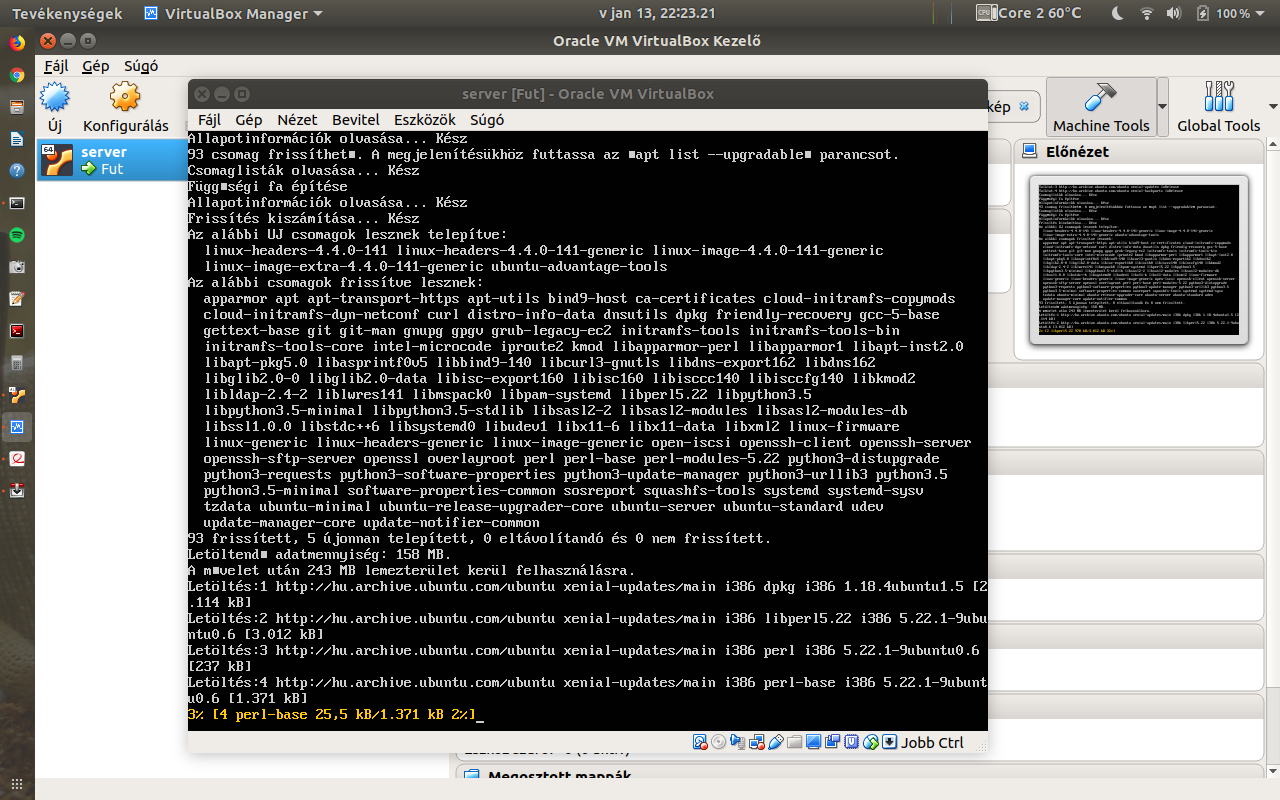 Tevékenységek
VirtualBox Manager
v jan 13, 22:23.21
Core 2 60°C
100 %
Oracle VM VirtualBox Kezelő
Fájl Gép Súgó
Új
Konfigurálás
kép
Machine Tools
Global Tools
64
server
Fut
Előnézet
server [Fut] - Oracle VM VirtualBox
Fájl Gép Nézet Bevitel Eszközök Súgó
Állapotinformációk olvasása... Kész
93 csomag frissíthet■. A megjelenítésükhöz futtassa az ■apt list --upgradable■ parancsot.
Csomaglisták olvasása... Kész
Függ■ségi fa építése
Állapotinformációk olvasása... Kész
Frissítés kiszámítása... Kész
Az alábbi ÚJ csomagok lesznek telepítve:
linux-headers-4.4.0-141 linux-headers-4.4.0-141-generic linux-image-4.4.0-141-generic
linux-image-extra-4.4.0-141-generic ubuntu-advantage-tools
Az alábbi csomagok frissítve lesznek:
apparmor apt apt-transport-https apt-utils bind9-host ca-certificates cloud-initramfs-copymods
cloud-initramfs-dyn-netconf curl distro-info-data dnsutils dpkg friendly-recovery gcc-5-base
gettext-base git git-man gnupg gpgv grub-legacy-ec2 initramfs-tools initramfs-tools-bin
initramfs-tools-core intel-microcode iproute2 kmod libapparmor-perl libapparmor1 libapt-inst2.0
libapt-pkg5.0 libasprintf0v5 libbind9-140 libcurl3-gnutls libdns-export162 libdns162
libglib2.0-0 libglib2.0-data libisc-export160 libisc160 libisccc140 libisccfg140 libkmod2
libldap-2.4-2 liblwres141 libmspack0 libpam-systemd libperl5.22 libpython3.5
libpython3.5-minimal libpython3.5-stdlib libsasl2-2 libsasl2-modules libsasl2-modules-db
libssl1.0.0 libstdc++6 libsystemd0 libudev1 libx11-6 libx11-data libxml2 linux-firmware
linux-generic linux-headers-generic linux-image-generic open-iscsi openssh-client openssh-server
openssh-sftp-server openssl overlayroot perl perl-base perl-modules-5.22 python3-distupgrade
python3-requests python3-software-properties python3-update-manager python3-urllib3 python3.5
python3.5-minimal software-properties-common sosreport squashfs-tools systemd systemd-sysv
tzdata ubuntu-minimal ubuntu-release-upgrader-core ubuntu-server ubuntu-standard udev
update-manager-core update-notifier-common
93 frissített, 5 újonnan telepített, 0 eltávolítandó és 0 nem frissített.
Letöltend■ adatmennyiség: 158 MB.
A m■velet után 243 MB lemezterület kerül felhasználásra.
Letöltés:1 http://hu.archive.ubuntu.com/ubuntu xenial-updates/main i386 dpkg i386 1.18.4ubuntu1.5 [2
.114 kB]
Letöltés:2 http://hu.archive.ubuntu.com/ubuntu xenial-updates/main i386 libperl5.22 i386 5.22.1-9ubu
ntu0.6 [3.012 kB]
Letöltés:3 http://hu.archive.ubuntu.com/ubuntu xenial-updates/main i386 perl i386 5.22.1-9ubuntu0.6
[237 kB]
Letöltés:4 http://hu.archive.ubuntu.com/ubuntu xenial-updates/main i386 perl-base i386 5.22.1-9ubunt
u0.6 [1.371 kB]
3% [4 perl-base 25,5 kB/1.371 kB 2%]_
Jobb Ctrl
Megosztott mappák